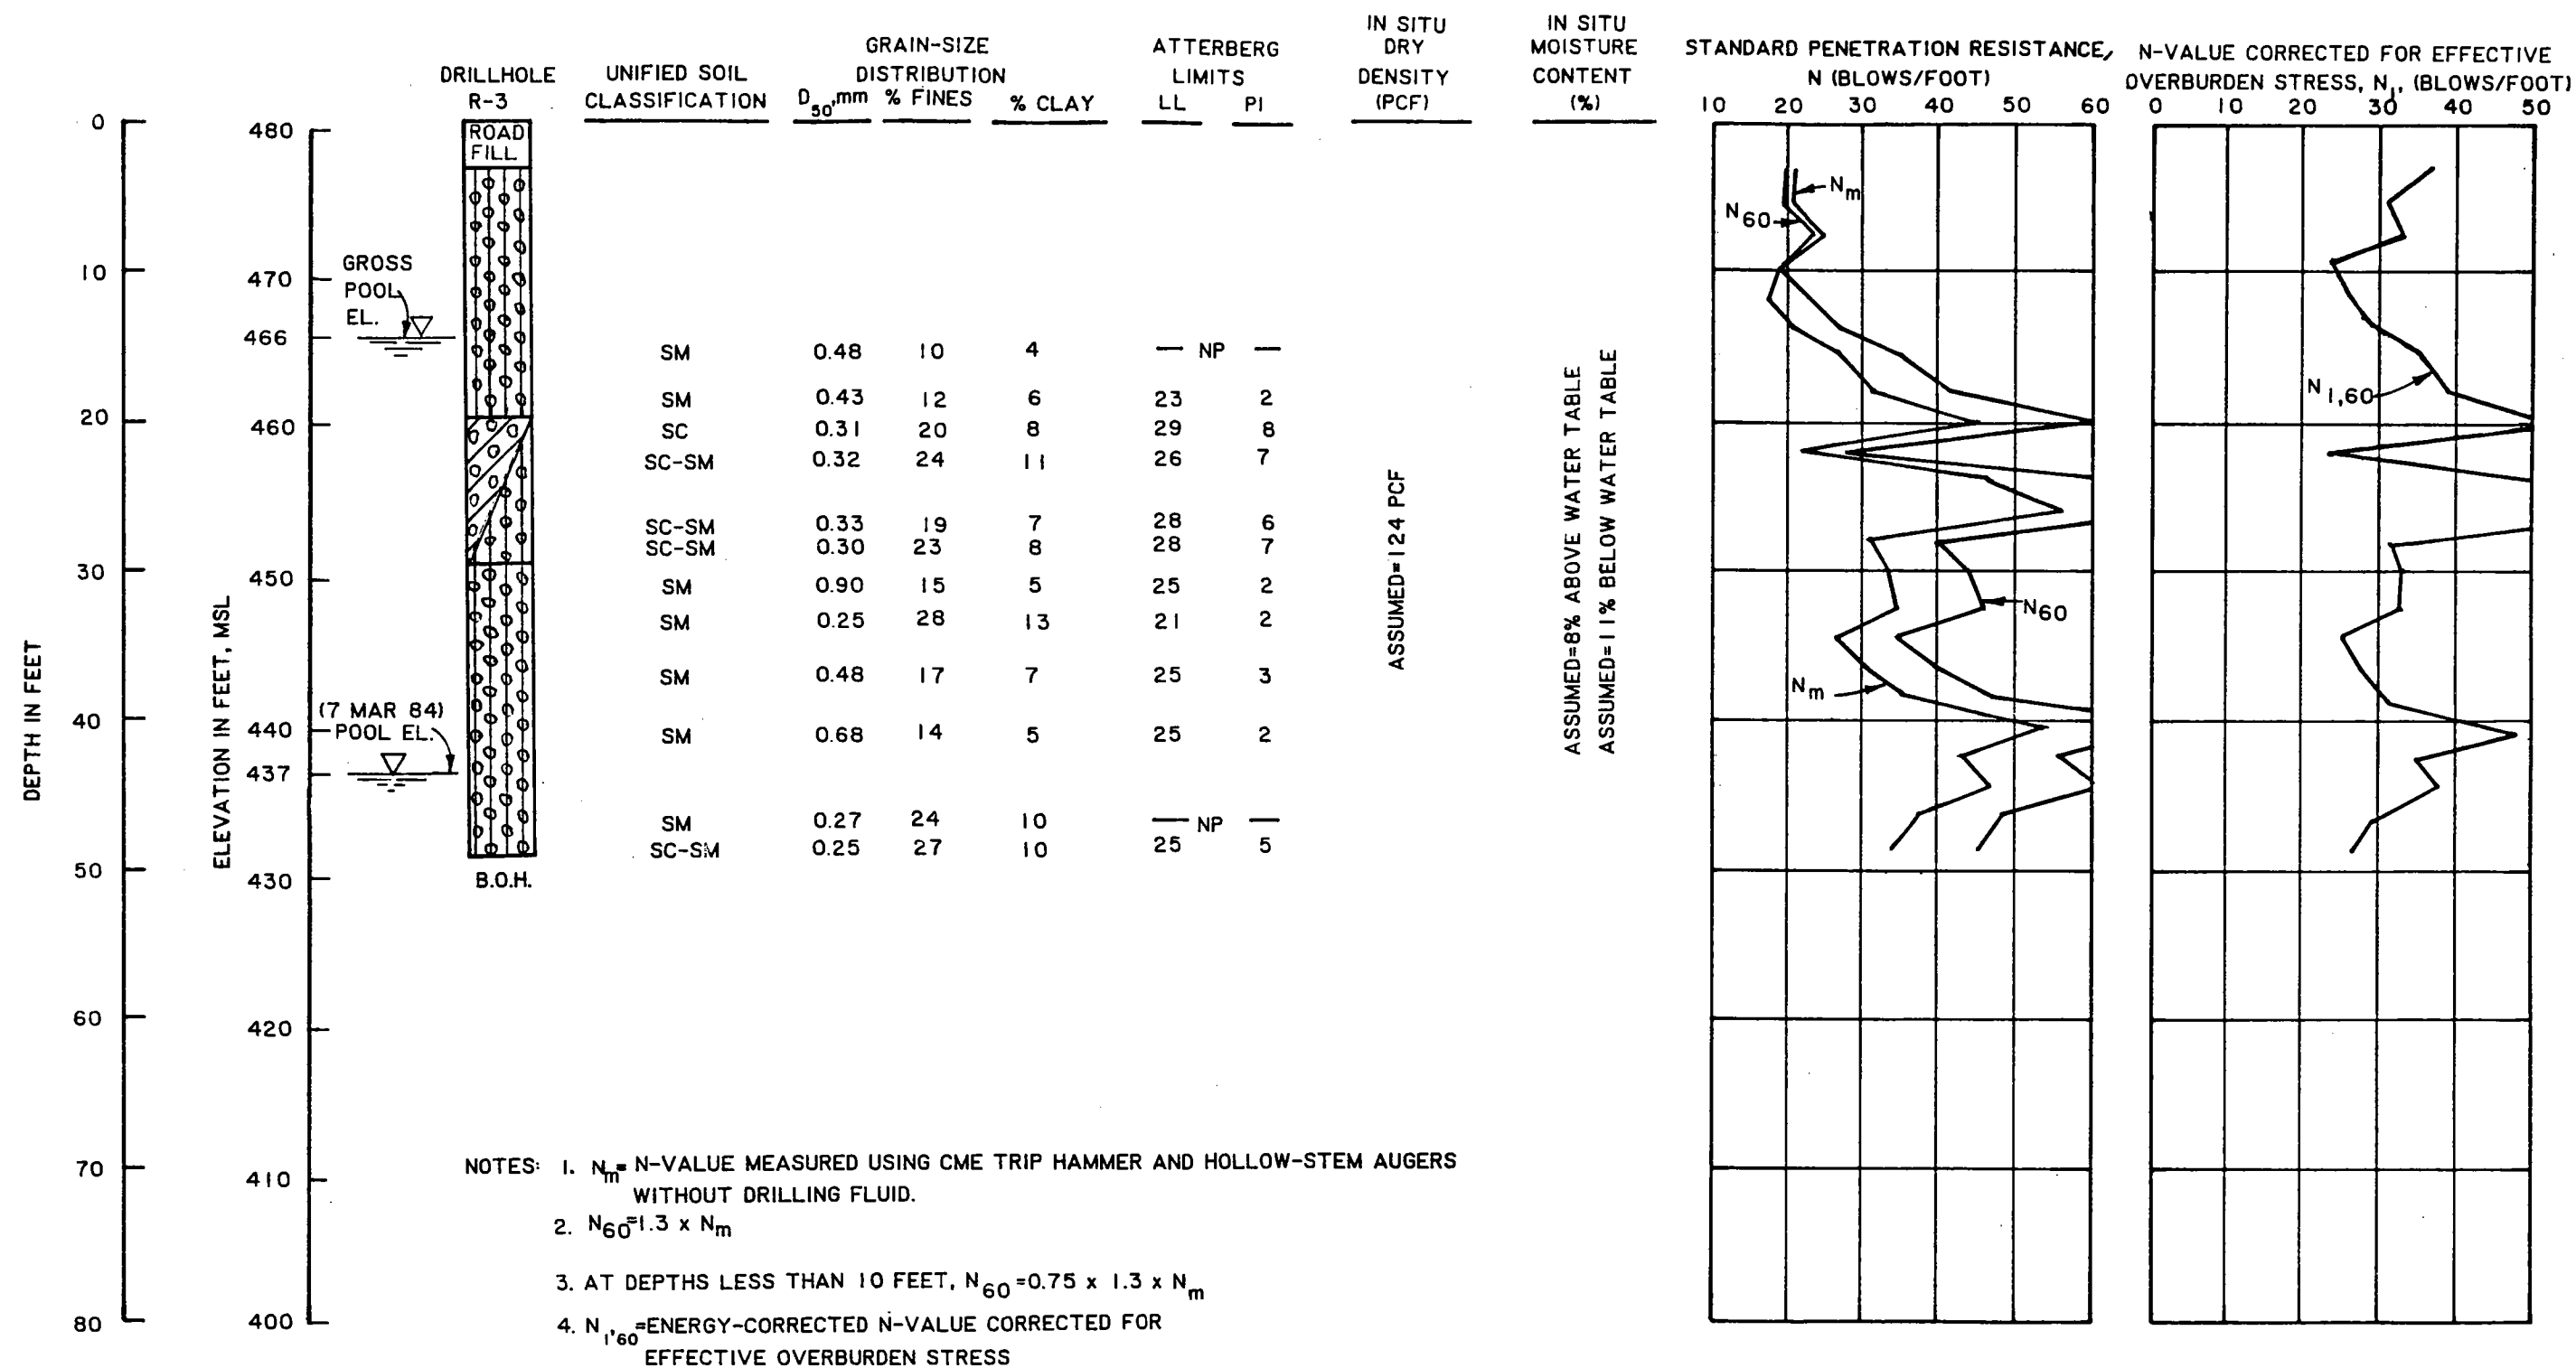 DRILLHOLE
R-3
UNIFIED SOIL
CLASSIFICATION
GRAIN-SIZE
DISTRIBUTION
D50,mm % FINES % CLAY
ATTERBERG
LIMITS
LL PI
IN SITU
DRY
DENSITY
(PCF)
IN SITU
MOISTURE
CONTENT
(%)
STANDARD PENETRATION RESISTANCE,
N (BLOWS/FOOT)
10 20 30 40 50 60
N-VALUE CORRECTED FOR EFFECTIVE
OVERBURDEN STRESS, N1, (BLOWS/FOOT)
0 10 20 30 40 50
DEPTH IN FEET
0
10
20
30
40
50
60
70
80
ELEVATION IN FEET, MSL
480
470
466
460
450
440
437
430
420
410
400
ROAD
FILL
GROSS
POOL
EL.
(7 MAR 84)
POOL EL.
B.O.H.
SM 0.48 10 4 — NP —
SM 0.43 12 6 23 2
SC 0.31 20 8 29 8
SC-SM 0.32 24 11 26 7
SC-SM 0.33 19 7 28 6
SC-SM 0.30 23 8 28 7
SM 0.90 15 5 25 2
SM 0.25 28 13 21 2
SM 0.48 17 7 25 3
SM 0.68 14 5 25 2
SM 0.27 24 10 — NP —
SC-SM 0.25 27 10 25 5
ASSUMED=124 PCF
ASSUMED=8% ABOVE WATER TABLE
ASSUMED=11% BELOW WATER TABLE
Nm
N60
N60
Nm
N1,60
NOTES: 1. Nm= N-VALUE MEASURED USING CME TRIP HAMMER AND HOLLOW-STEM AUGERS
WITHOUT DRILLING FLUID.
2. N60=1.3 x Nm
3. AT DEPTHS LESS THAN 10 FEET, N60=0.75 x 1.3 x Nm
4. N1,60=ENERGY-CORRECTED N-VALUE CORRECTED FOR
EFFECTIVE OVERBURDEN STRESS